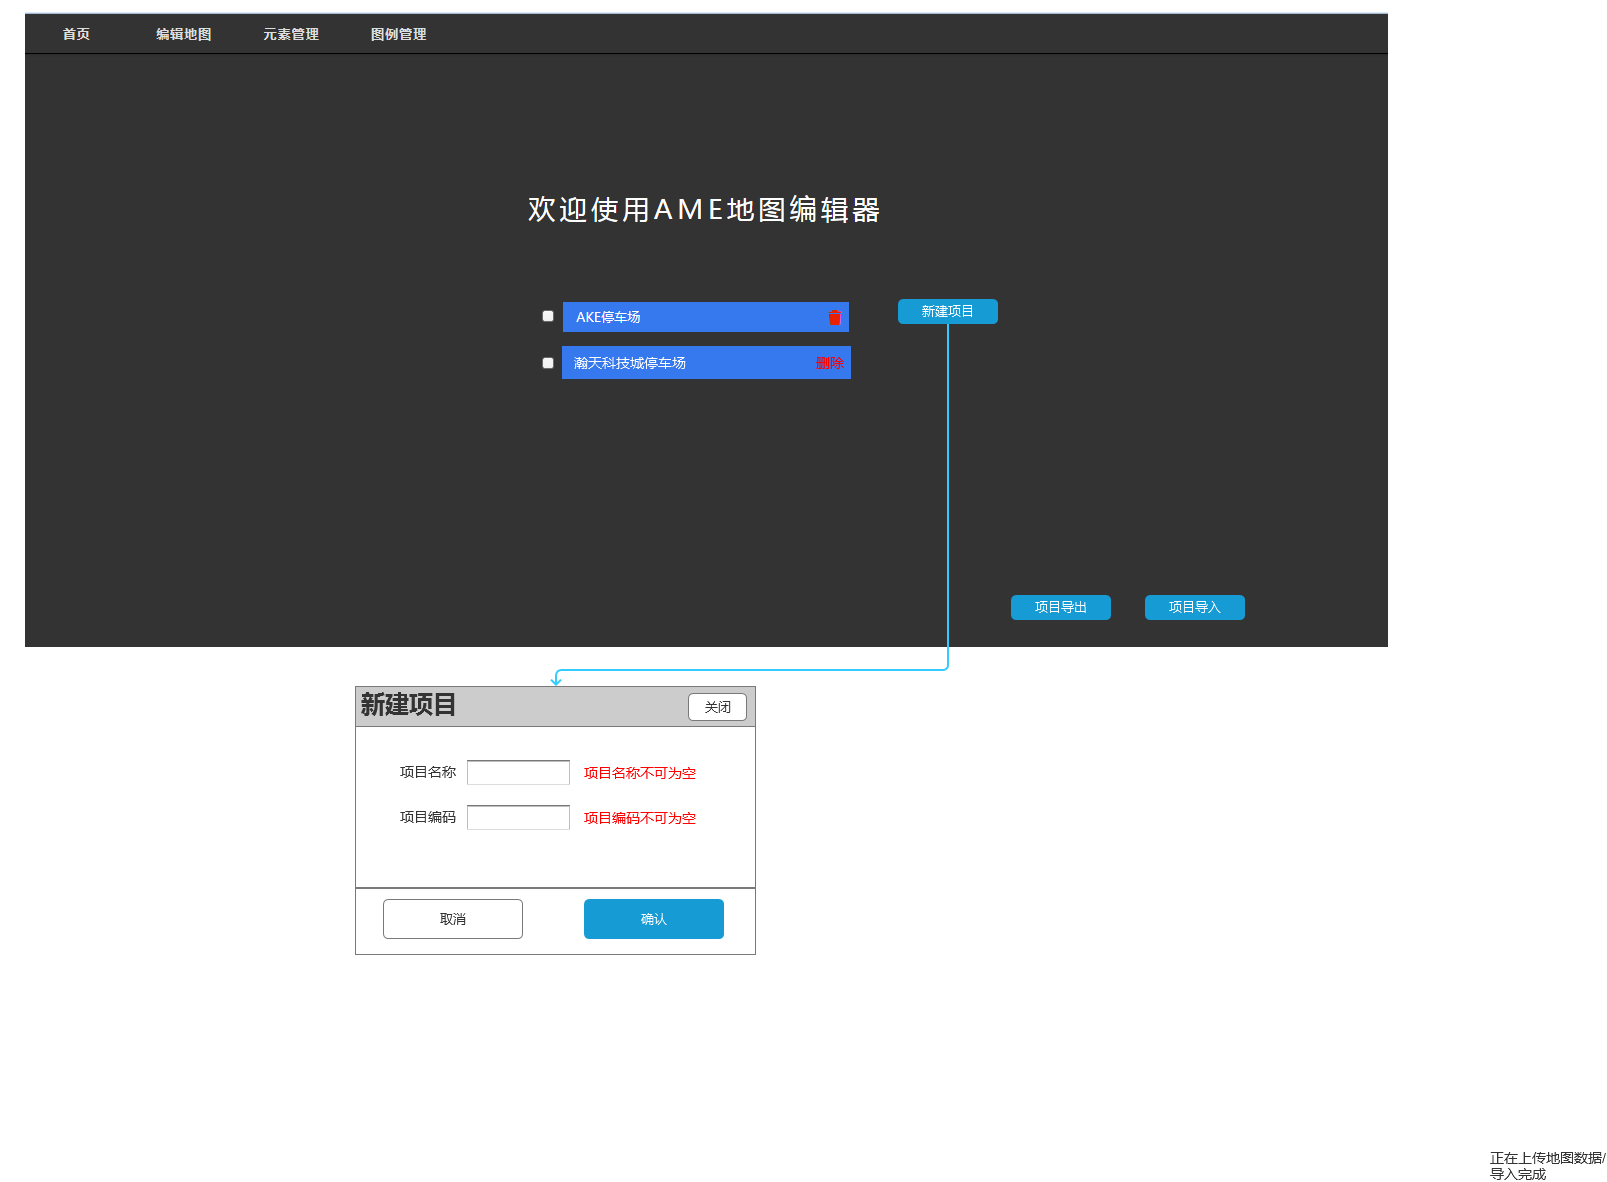 首页 编辑地图 元素管理 图例管理
欢迎使用AME地图编辑器
AKE停车场 新建项目
瀚天科技城停车场 删除
项目导出 项目导入
新建项目 关闭
项目名称 项目名称不可为空
项目编码 项目编码不可为空
取消 确认
正在上传地图数据/
导入完成